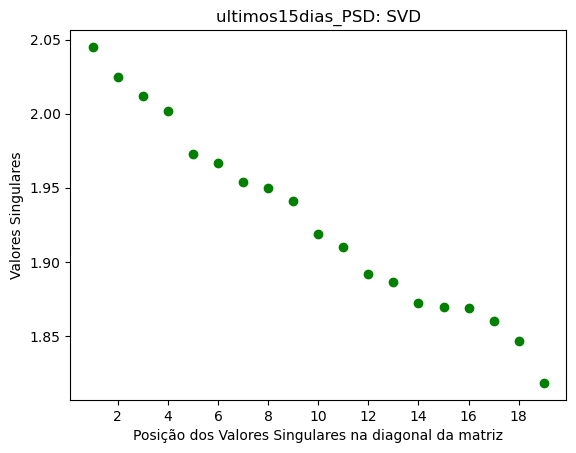 ultimos15dias_PSD: SVD
Valores Singulares
2.05
2.00
1.95
1.90
1.85
2 4 6 8 10 12 14 16 18
Posição dos Valores Singulares na diagonal da matriz